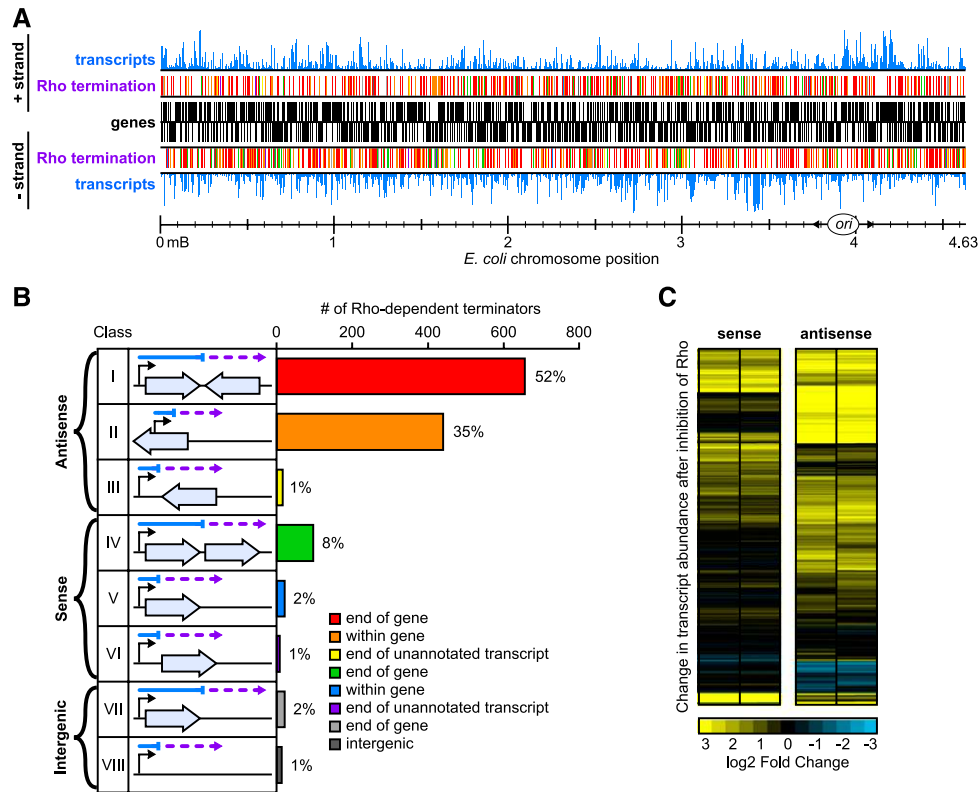 A
+ strand
transcripts
Rho termination
genes
- strand
Rho termination
transcripts
ori
0 mB 1 2 3 4 4.63
E. coli chromosome position
B
# of Rho-dependent terminators
Class 0 200 400 600 800
Antisense
I 52%
II 35%
III 1%
Sense
IV 8%
V 2%
VI 1%
Intergenic
VII 2%
VIII 1%
end of gene
within gene
end of unannotated transcript
end of gene
within gene
end of unannotated transcript
end of gene
intergenic
C
sense antisense
Change in transcript abundance after inhibition of Rho
3 2 1 0 -1 -2 -3
log2 Fold Change